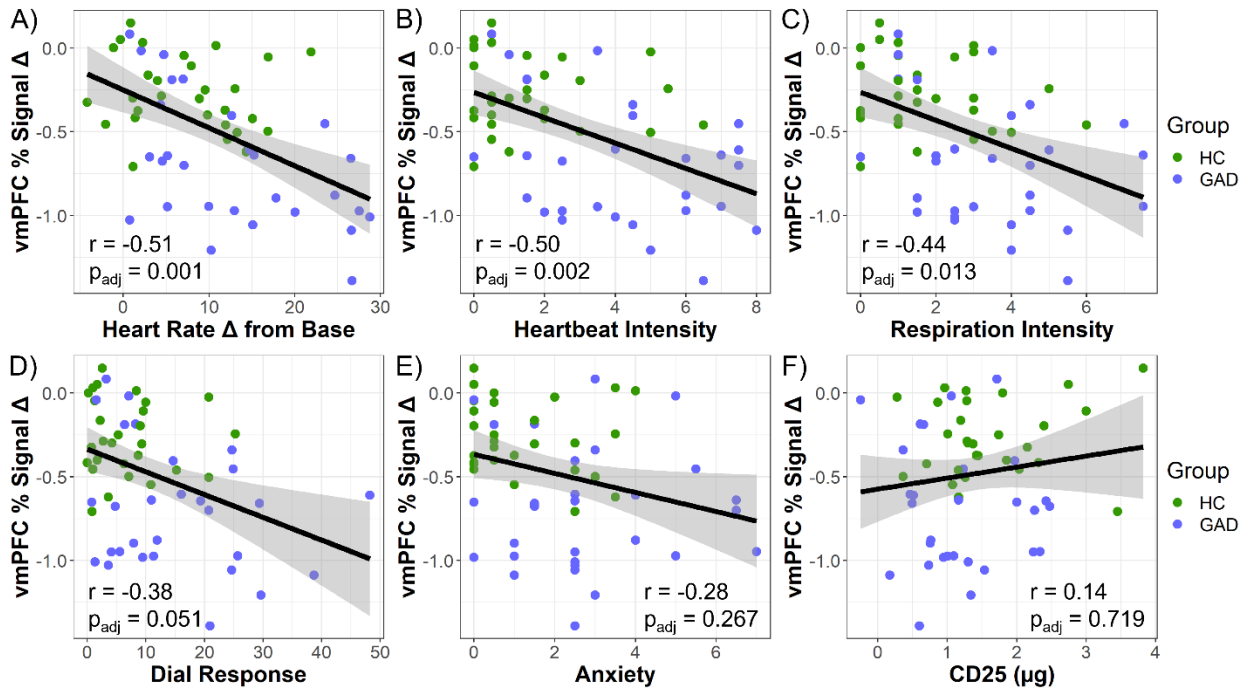 A)
vmPFC % Signal Δ
0.0
-0.5
-1.0
r = -0.51
p_adj = 0.001
0 10 20 30
Heart Rate Δ from Base
B)
vmPFC % Signal Δ
0.0
-0.5
-1.0
r = -0.50
p_adj = 0.002
0 2 4 6 8
Heartbeat Intensity
C)
vmPFC % Signal Δ
0.0
-0.5
-1.0
r = -0.44
p_adj = 0.013
0 2 4 6
Respiration Intensity
Group
HC
GAD
D)
vmPFC % Signal Δ
0.0
-0.5
-1.0
r = -0.38
p_adj = 0.051
0 10 20 30 40 50
Dial Response
E)
vmPFC % Signal Δ
0.0
-0.5
-1.0
r = -0.28
p_adj = 0.267
0 2 4 6
Anxiety
F)
vmPFC % Signal Δ
0.0
-0.5
-1.0
r = 0.14
p_adj = 0.719
0 1 2 3 4
CD25 (μg)
Group
HC
GAD